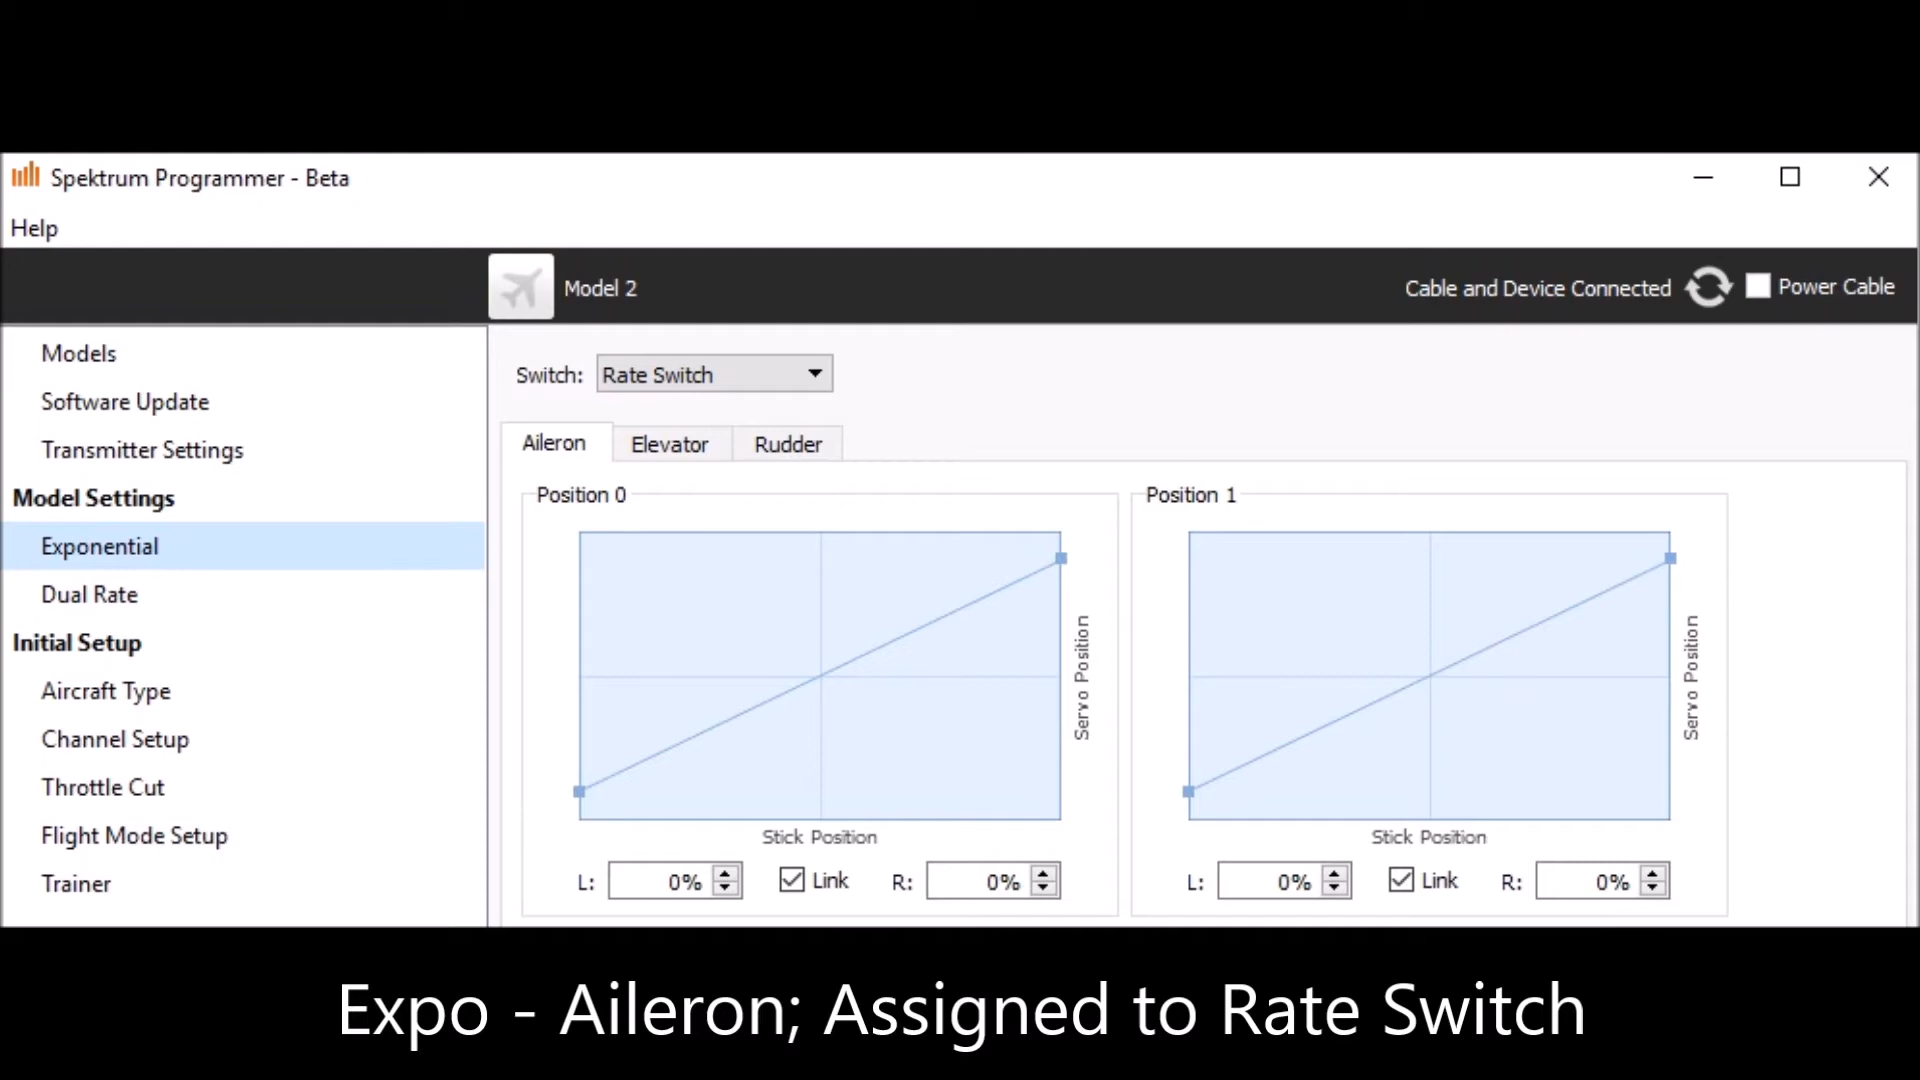 Spektrum Programmer - Beta
Help
Model 2
Cable and Device Connected
Power Cable
Models
Software Update
Transmitter Settings
Model Settings
Exponential
Dual Rate
Initial Setup
Aircraft Type
Channel Setup
Throttle Cut
Flight Mode Setup
Trainer
Switch: Rate Switch
Aileron Elevator Rudder
Position 0
Servo Position
Stick Position
L: 0% Link R: 0%
Position 1
Servo Position
Stick Position
L: 0% Link R: 0%
Expo - Aileron; Assigned to Rate Switch